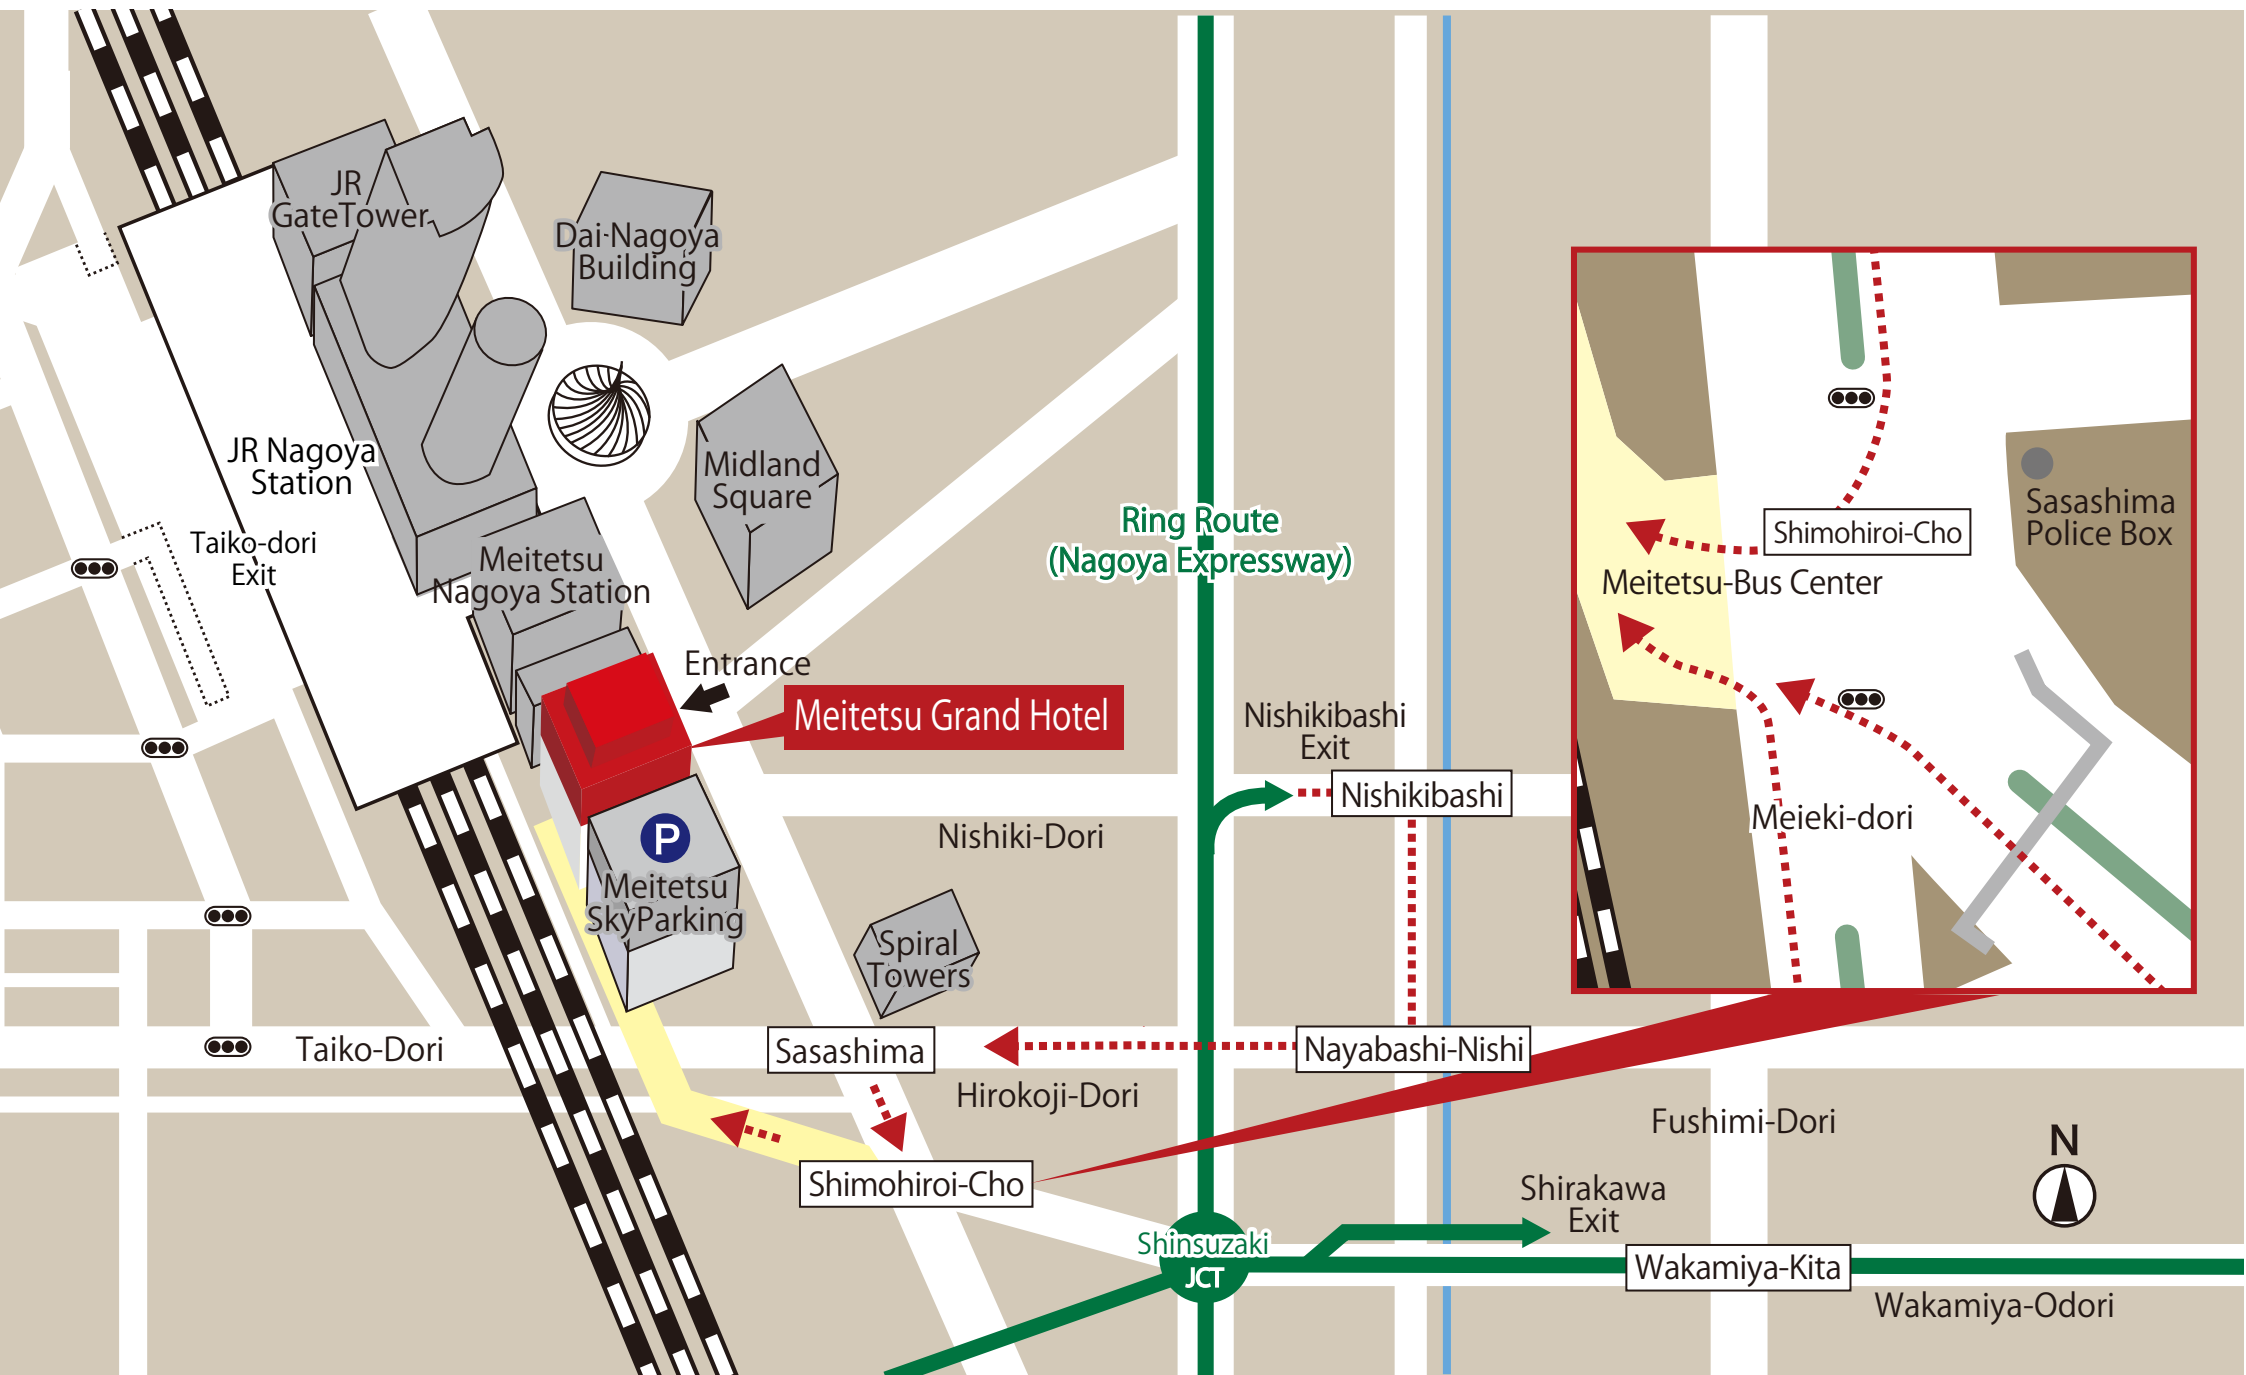 JR
GateTower
Dai-Nagoya
Building
JR Nagoya
Station
Midland
Square
Taiko-dori
Exit
Meitetsu
Nagoya Station
Ring Route
(Nagoya Expressway)
Entrance
Meitetsu Grand Hotel
Nishikibashi
Exit
Nishikibashi
Nishiki-Dori
P
Meitetsu
SkyParking
Spiral
Towers
Taiko-Dori
Sasashima
Nayabashi-Nishi
Hirokoji-Dori
Shimohiroi-Cho
Fushimi-Dori
N
Shirakawa
Exit
Shinsuzaki
JCT
Wakamiya-Kita
Wakamiya-Odori
Sasashima
Police Box
Shimohiroi-Cho
Meitetsu-Bus Center
Meieki-dori